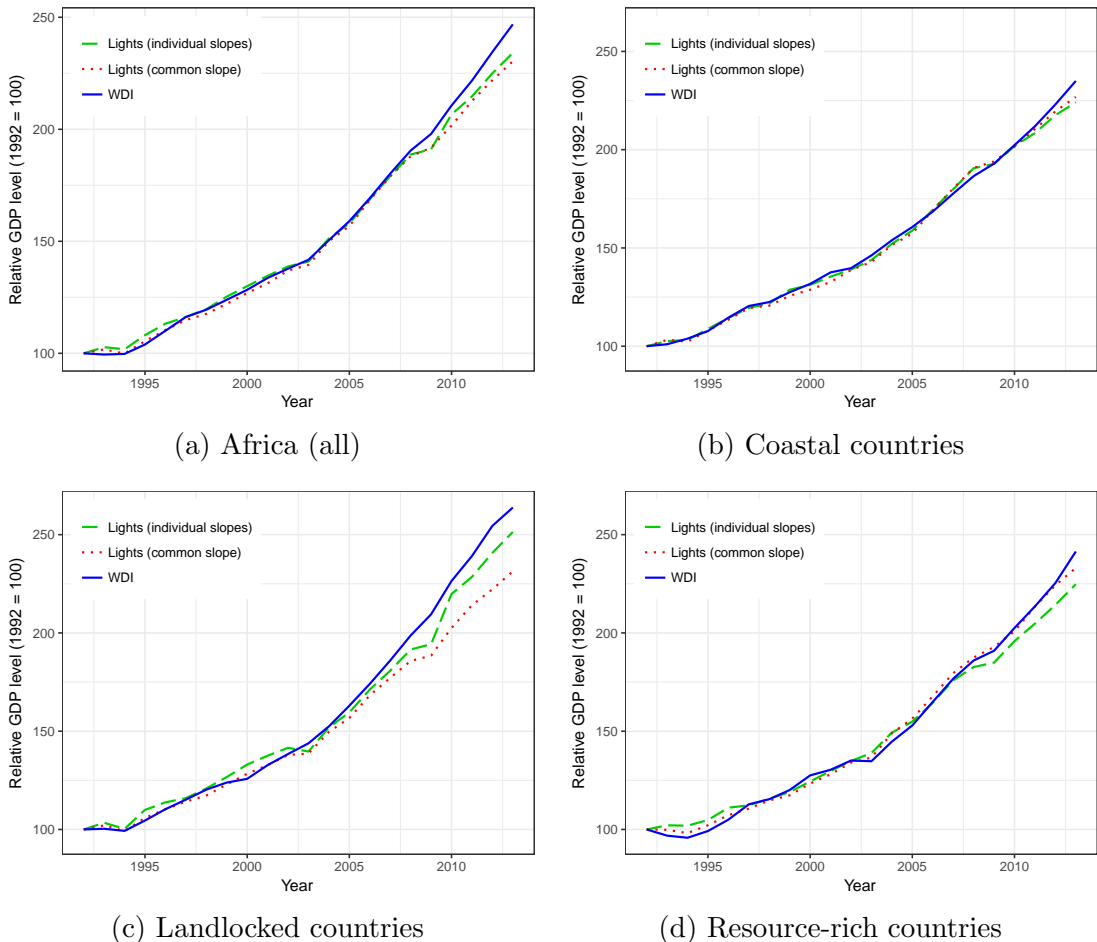 250
200
150
100
Relative GDP level (1992 = 100)
Lights (individual slopes)
Lights (common slope)
WDI
1995 2000 2005 2010
Year
(a) Africa (all)
250
200
150
100
Relative GDP level (1992 = 100)
Lights (individual slopes)
Lights (common slope)
WDI
1995 2000 2005 2010
Year
(b) Coastal countries
250
200
150
100
Relative GDP level (1992 = 100)
Lights (individual slopes)
Lights (common slope)
WDI
1995 2000 2005 2010
Year
(c) Landlocked countries
250
200
150
100
Relative GDP level (1992 = 100)
Lights (individual slopes)
Lights (common slope)
WDI
1995 2000 2005 2010
Year
(d) Resource-rich countries